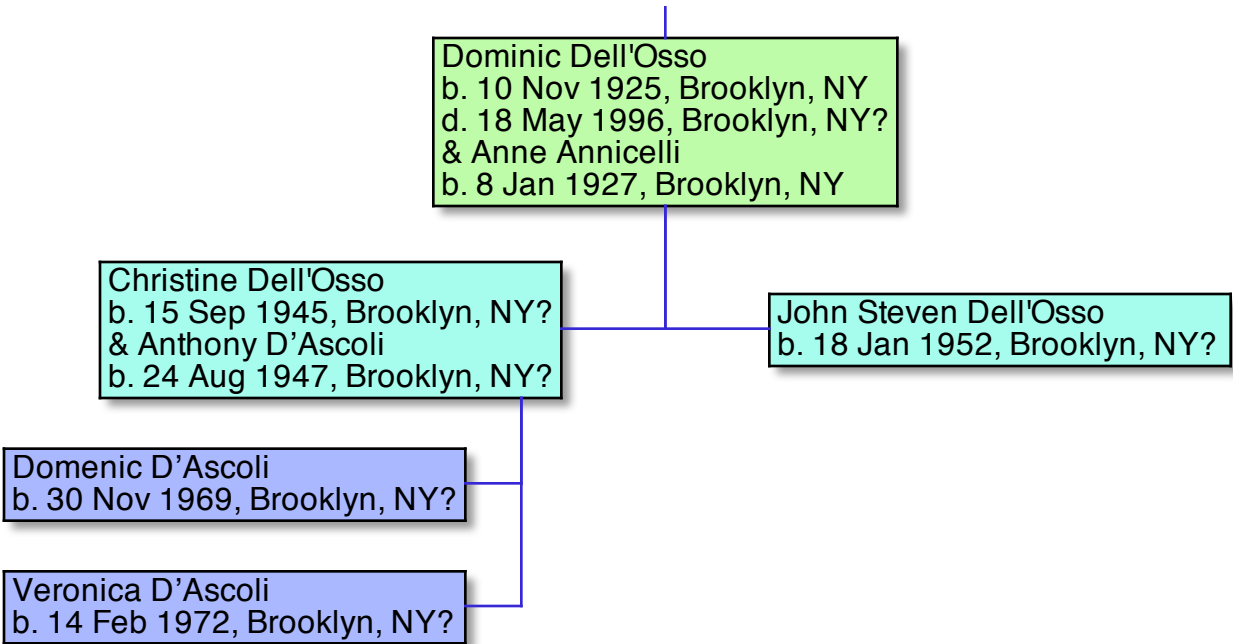 Dominic Dell'Osso
b. 10 Nov 1925, Brooklyn, NY
d. 18 May 1996, Brooklyn, NY?
& Anne Annicelli
b. 8 Jan 1927, Brooklyn, NY
Christine Dell'Osso
b. 15 Sep 1945, Brooklyn, NY?
& Anthony D’Ascoli
b. 24 Aug 1947, Brooklyn, NY?
John Steven Dell'Osso
b. 18 Jan 1952, Brooklyn, NY?
Domenic D’Ascoli
b. 30 Nov 1969, Brooklyn, NY?
Veronica D’Ascoli
b. 14 Feb 1972, Brooklyn, NY?